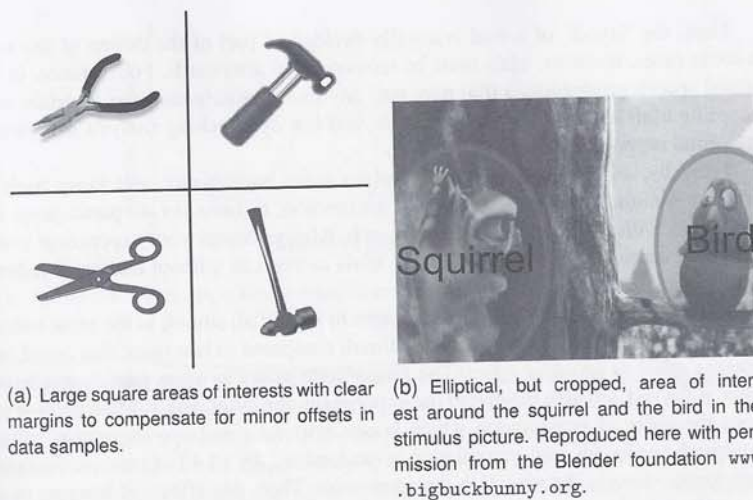 Squirrel
Bird
(a) Large square areas of interests with clear
margins to compensate for minor offsets in
data samples.
(b) Elliptical, but cropped, area of inter
est around the squirrel and the bird in the
stimulus picture. Reproduced here with per
mission from the Blender foundation www
.bigbuckbunny.org.